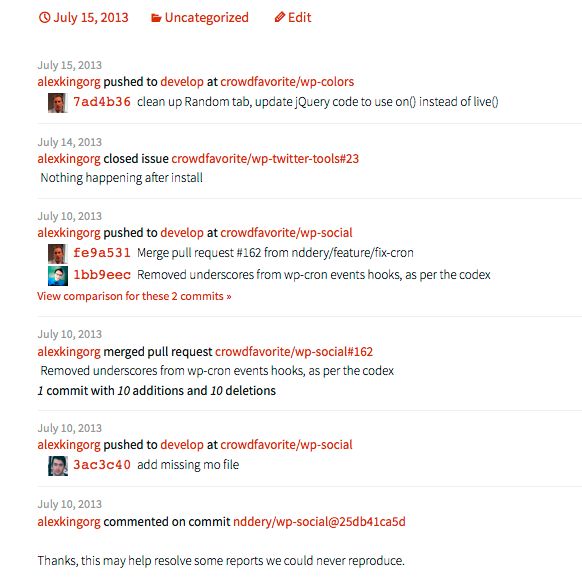 July 15, 2013 Uncategorized Edit
July 15, 2013
alexkingorg pushed to develop at crowdfavorite/wp-colors
7ad4b36 clean up Random tab, update jQuery code to use on() instead of live()
July 14, 2013
alexkingorg closed issue crowdfavorite/wp-twitter-tools#23
Nothing happening after install
July 10, 2013
alexkingorg pushed to develop at crowdfavorite/wp-social
fe9a531 Merge pull request #162 from nddery/feature/fix-cron
1bb9eec Removed underscores from wp-cron events hooks, as per the codex
View comparison for these 2 commits »
July 10, 2013
alexkingorg merged pull request crowdfavorite/wp-social#162
Removed underscores from wp-cron events hooks, as per the codex
1 commit with 10 additions and 10 deletions
July 10, 2013
alexkingorg pushed to develop at crowdfavorite/wp-social
3ac3c40 add missing mo file
July 10, 2013
alexkingorg commented on commit nddery/wp-social@25db41ca5d
Thanks, this may help resolve some reports we could never reproduce.